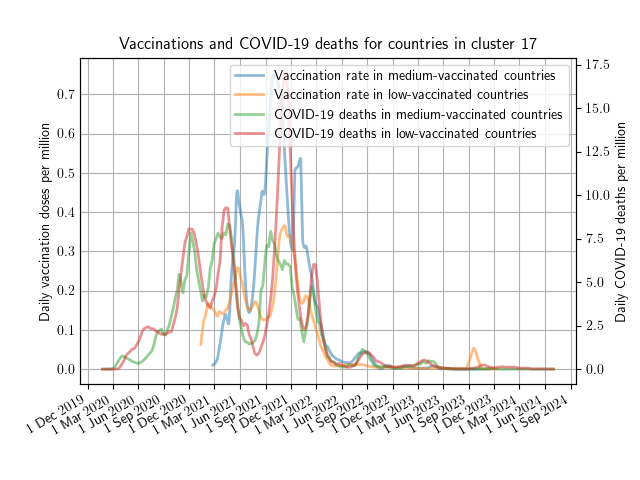 Vaccinations and COVID-19 deaths for countries in cluster 17
Vaccination rate in medium-vaccinated countries
Vaccination rate in low-vaccinated countries
COVID-19 deaths in medium-vaccinated countries
COVID-19 deaths in low-vaccinated countries
Daily vaccination doses per million
0.7
0.6
0.5
0.4
0.3
0.2
0.1
0.0
17.5
15.0
12.5
10.0
7.5
5.0
2.5
0.0
Daily COVID-19 deaths per million
1 Dec 2019
1 Mar 2020
1 Jun 2020
1 Sep 2020
1 Dec 2020
1 Mar 2021
1 Jun 2021
1 Sep 2021
1 Dec 2021
1 Mar 2022
1 Jun 2022
1 Sep 2022
1 Dec 2022
1 Mar 2023
1 Jun 2023
1 Sep 2023
1 Dec 2023
1 Mar 2024
1 Jun 2024
1 Sep 2024